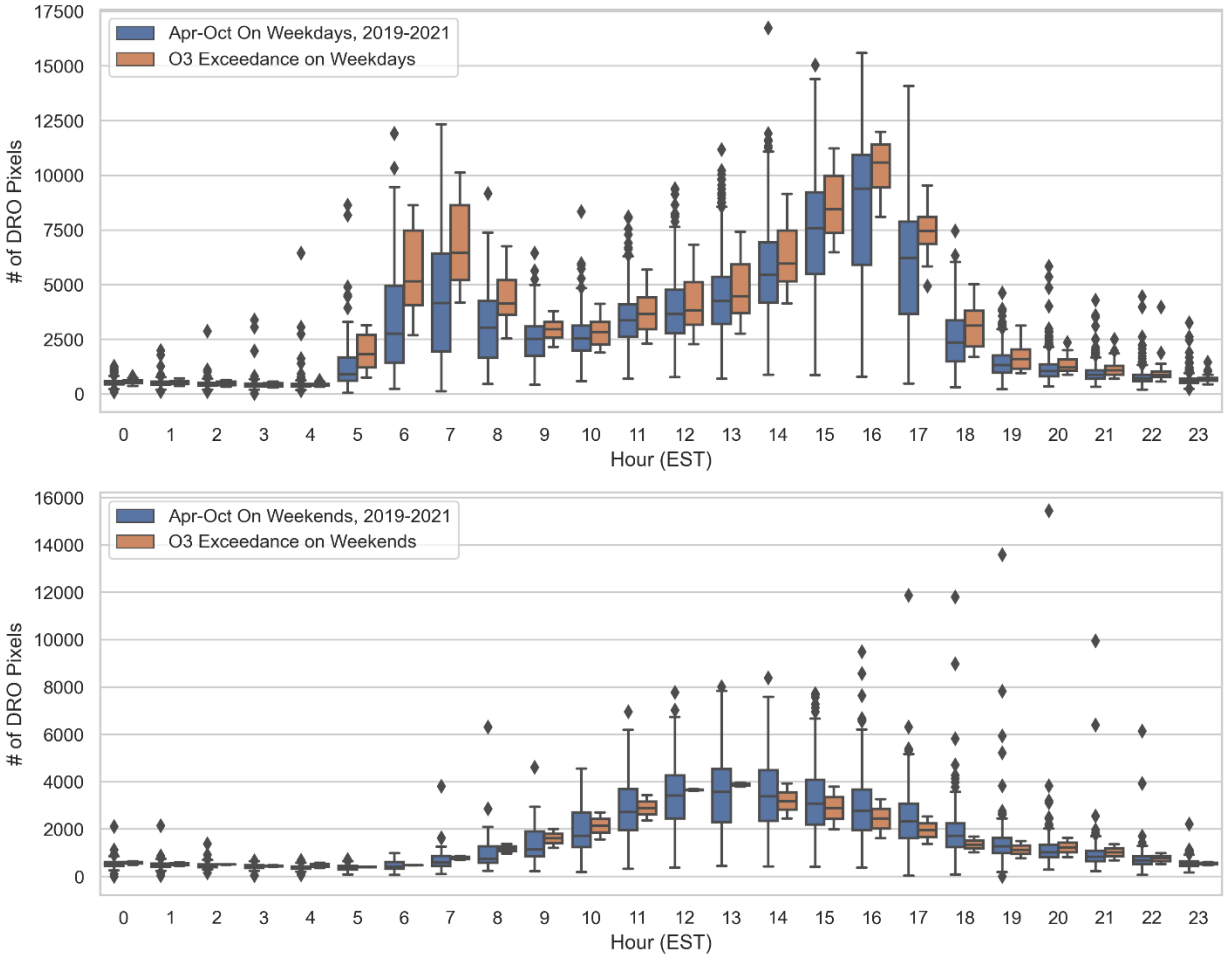 17500
15000
12500
10000
7500
5000
2500
0
# of DRO Pixels
Apr-Oct On Weekdays, 2019-2021
O3 Exceedance on Weekdays
0 1 2 3 4 5 6 7 8 9 10 11 12 13 14 15 16 17 18 19 20 21 22 23
Hour (EST)
16000
14000
12000
10000
8000
6000
4000
2000
0
# of DRO Pixels
Apr-Oct On Weekends, 2019-2021
O3 Exceedance on Weekends
0 1 2 3 4 5 6 7 8 9 10 11 12 13 14 15 16 17 18 19 20 21 22 23
Hour (EST)